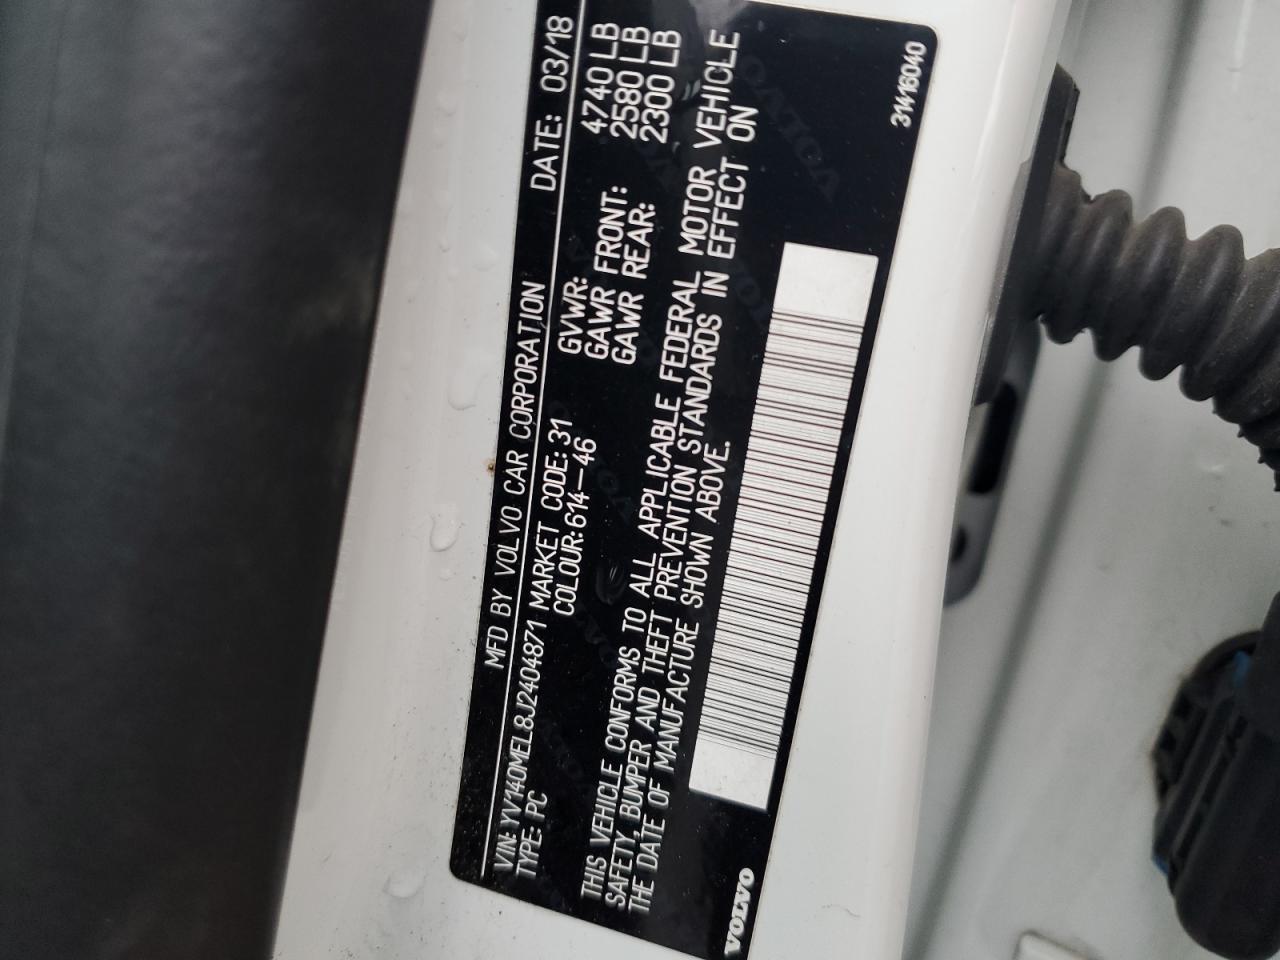 MFD BY VOLVO CAR CORPORATION DATE: 03/18
VIN: YV140MEL8J2404871 MARKET CODE: 31 GVWR: 4740 LB
TYPE: PC COLOUR: 614-46 GAWR FRONT: 2580 LB
GAWR REAR: 2300 LB
THIS VEHICLE CONFORMS TO ALL APPLICABLE FEDERAL MOTOR VEHICLE
SAFETY, BUMPER AND THEFT PREVENTION STANDARDS IN EFFECT ON
THE DATE OF MANUFACTURE SHOWN ABOVE.
VOLVO
31416040